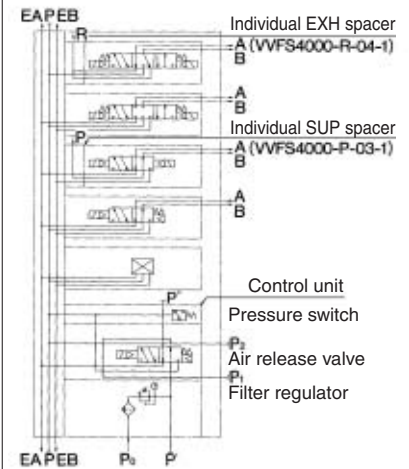 EA P EB
Individual EXH spacer
R
A (VVFS4000-R-04-1)
B
A
B
Individual SUP spacer
P
A (VVFS4000-P-03-1)
B
A
B
Control unit
P'
Pressure switch
P2
Air release valve
P1
Filter regulator
EA P EB P0 P'